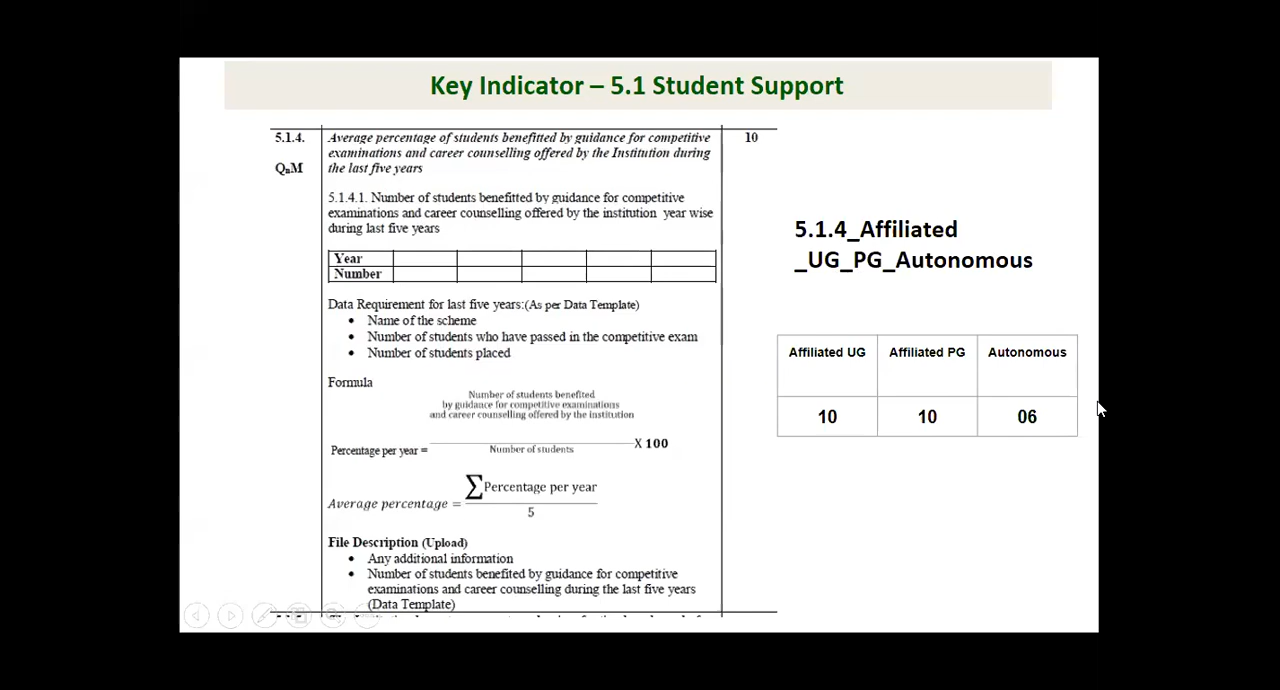 Key Indicator – 5.1 Student Support
5.1.4.
QnM
Average percentage of students benefitted by guidance for competitive
examinations and career counselling offered by the Institution during
the last five years
10
5.1.4.1. Number of students benefitted by guidance for competitive
examinations and career counselling offered by the institution year wise
during last five years
Year
Number
Data Requirement for last five years:(As per Data Template)
• Name of the scheme
• Number of students who have passed in the competitive exam
• Number of students placed
Formula
Number of students benefited
by guidance for competitive examinations
and career counselling offered by the institution
Percentage per year =
X 100
Number of students
Average percentage =
∑Percentage per year
5
File Description (Upload)
• Any additional information
• Number of students benefited by guidance for competitive
examinations and career counselling during the last five years
(Data Template)
5.1.4_Affiliated
_UG_PG_Autonomous
Affiliated UG Affiliated PG Autonomous
10 10 06